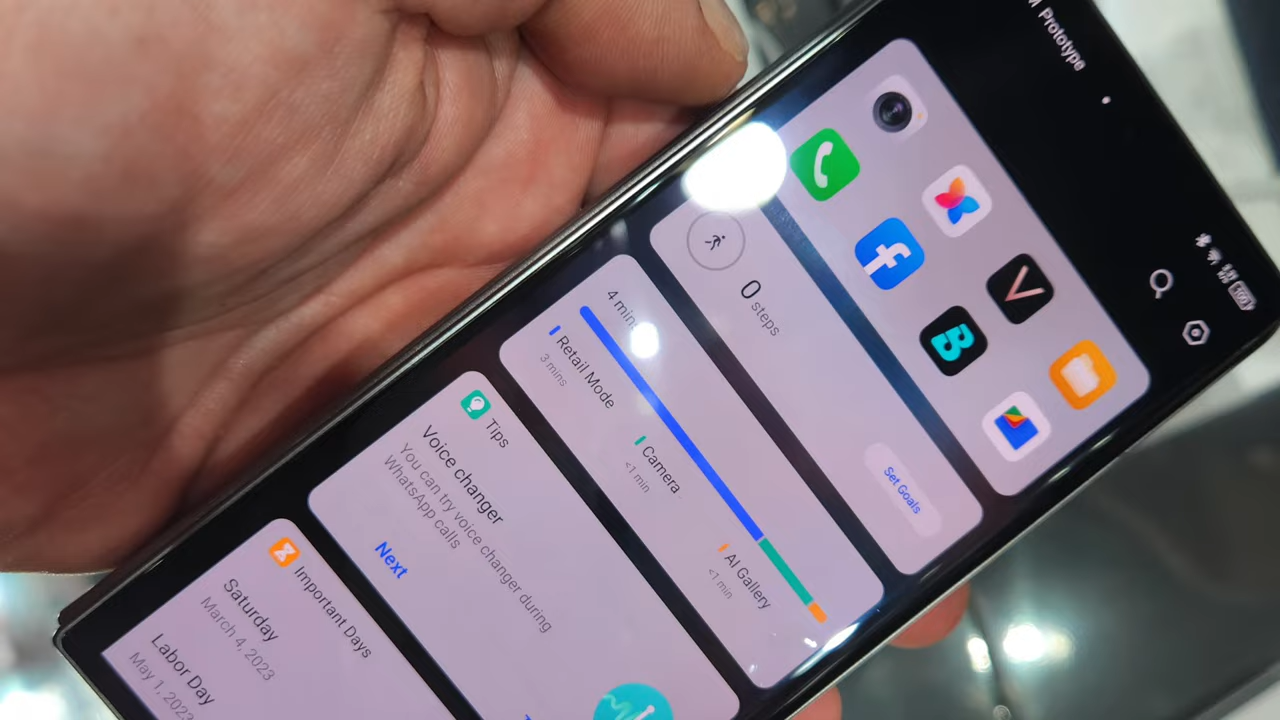 Prototype
0 steps
Set Goals
4 mins
Retail Mode
3 mins
Camera
<1 min
AI Gallery
<1 min
Tips
Voice changer
You can try voice changer during
WhatsApp calls
Next
Important Days
Saturday
March 4, 2023
Labor Day
May 1, 2023